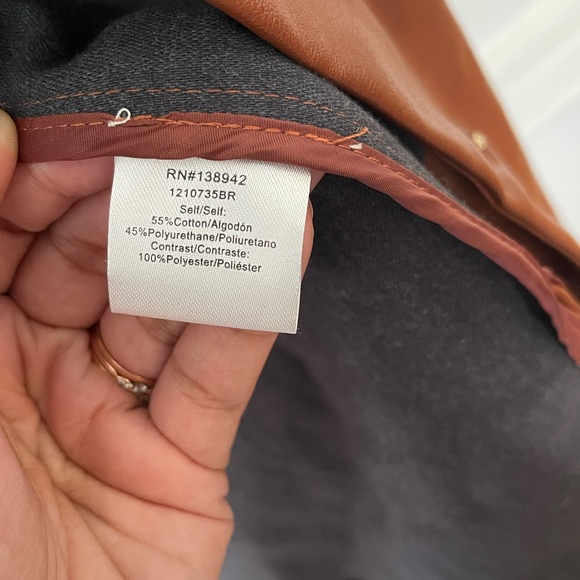 RN#138942
1210735BR
Self/Self:
55%Cotton/Algodón
45%Polyurethane/Poliuretano
Contrast/Contraste:
100%Polyester/Poliéster